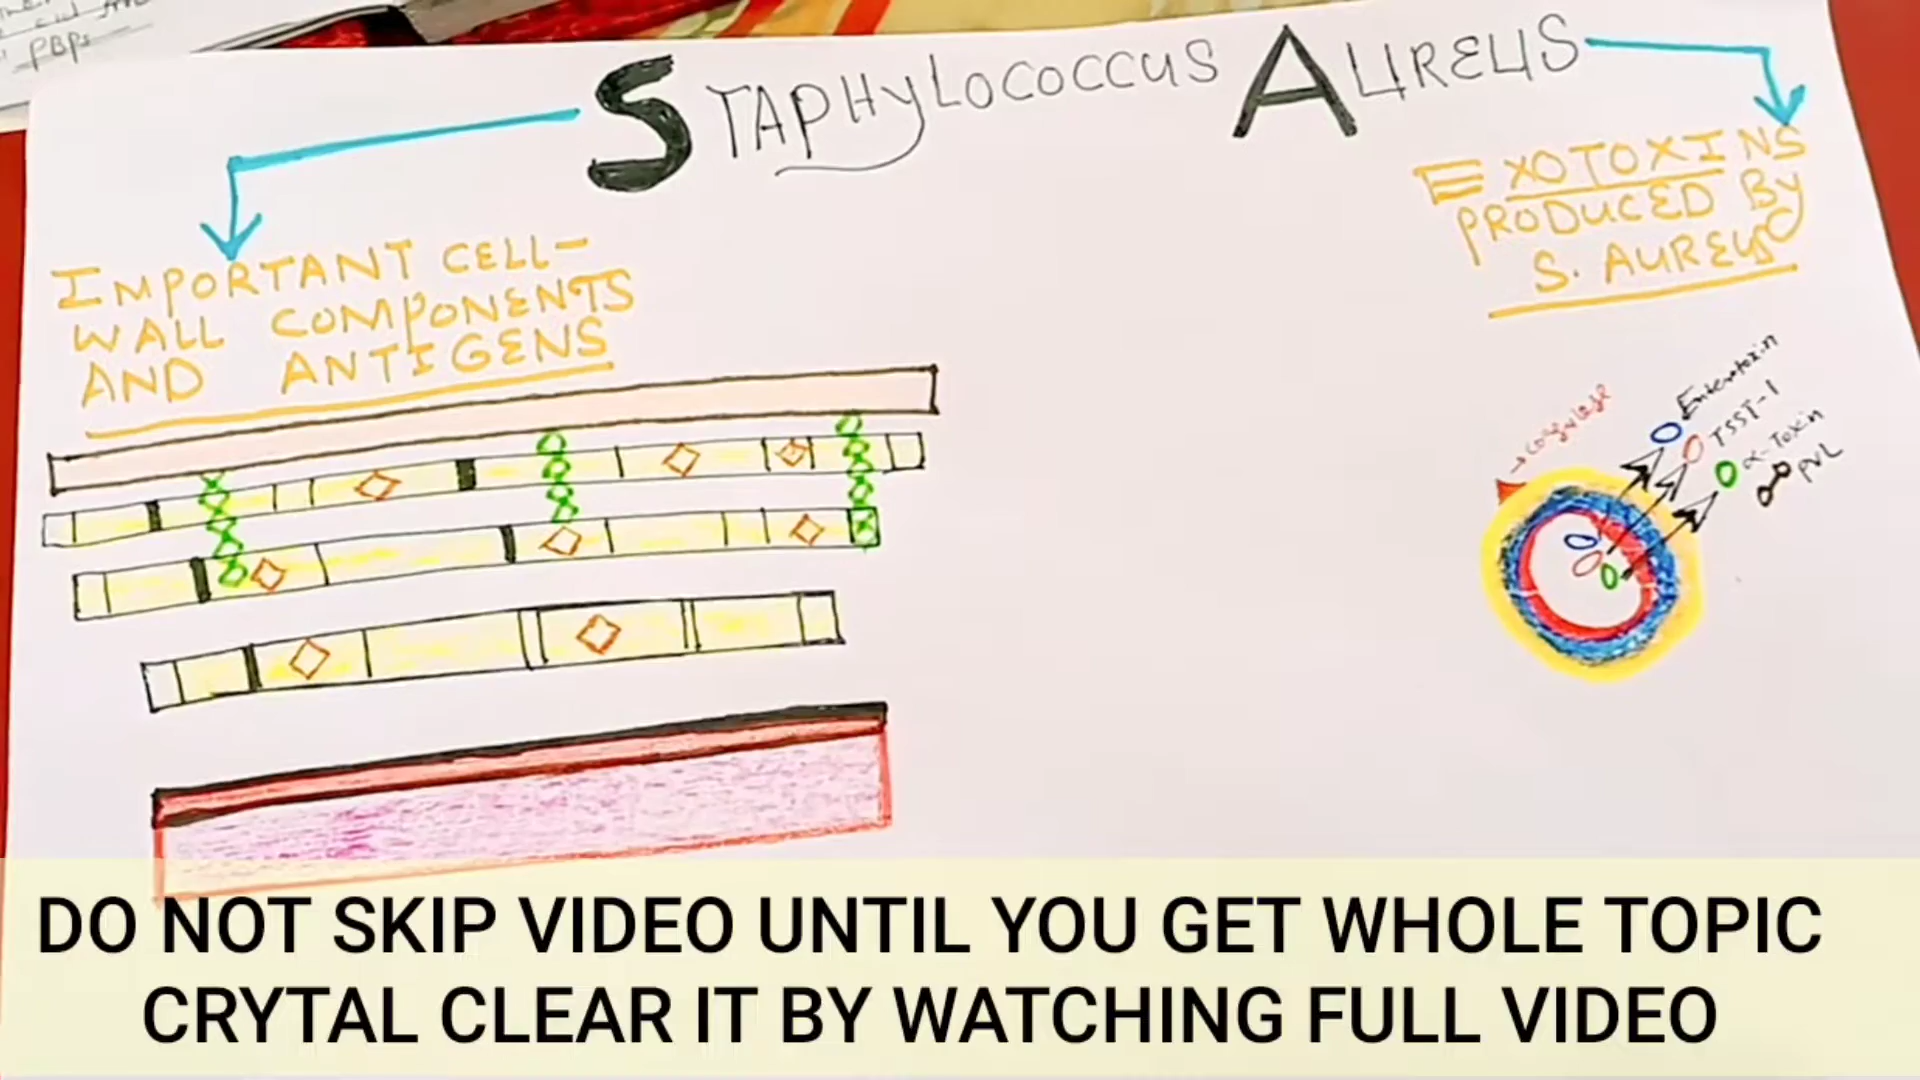 PBPs
STAPHYLOCOCCUS AUREUS
IMPORTANT CELL-
WALL COMPONENTS
AND ANTIGENS
EXOTOXINS
PRODUCED BY
S. AUREUS
coagulase
Enterotoxin
TSST-1
α-Toxin
PVL
DO NOT SKIP VIDEO UNTIL YOU GET WHOLE TOPIC
CRYTAL CLEAR IT BY WATCHING FULL VIDEO